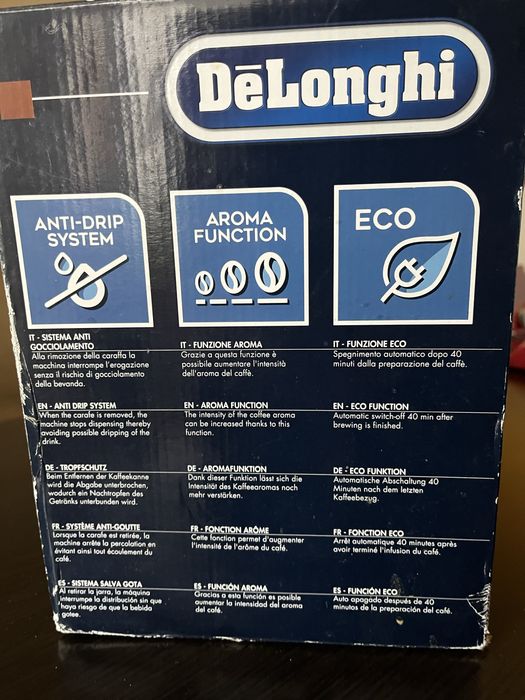 DēLonghi
ANTI-DRIP
SYSTEM
AROMA
FUNCTION
ECO
IT - SISTEMA ANTI
GOCCIOLAMENTO
Alla rimozione della caraffa la
macchina interrompe l'erogazione
senza il rischio di gocciolamento
della bevanda.
IT - FUNZIONE AROMA
Grazie a questa funzione è
possibile aumentare l'intensità
dell'aroma del caffè.
IT - FUNZIONE ECO
Spegnimento automatico dopo 40
minuti dalla preparazione del caffè.
EN - ANTI DRIP SYSTEM
When the carafe is removed, the
machine stops dispensing thereby
avoiding possible dripping of the
drink.
EN - AROMA FUNCTION
The intensity of the coffee aroma
can be increased thanks to this
function.
EN - ECO FUNCTION
Automatic switch-off 40 min after
brewing is finished.
DE - TROPFSCHUTZ
Beim Entfernen der Kaffeekanne
wird die Abgabe unterbrochen,
wodurch ein Nachtropfen des
Getränks unterbunden wird.
DE - AROMAFUNKTION
Dank dieser Funktion lässt sich die
Intensität des Kaffeearomas noch
mehr verstärken.
DE - ECO FUNKTION
Automatische Abschaltung 40
Minuten nach dem letzten
Kaffeebezug.
FR - SYSTÈME ANTI-GOUTTE
Lorsque la carafe est retirée, la
machine arrête la percolation en
évitant ainsi tout écoulement du
café.
FR - FONCTION ARÔME
Cette fonction permet d'augmenter
l'intensité de l'arôme du café.
FR - FONCTION ECO
Arrêt automatique 40 minutes après
avoir terminé l'infusion du café.
ES - SISTEMA SALVA GOTA
Al retirar la jarra, la máquina
interrumpe la distribución sin que
haya riesgo de que la bebida
gotee.
ES - FUNCIÓN AROMA
Gracias a esta función es posible
aumentar la intensidad del aroma
del café.
ES - FUNCIÓN ECO
Auto apagado después de 40
minutos de la preparación del café.